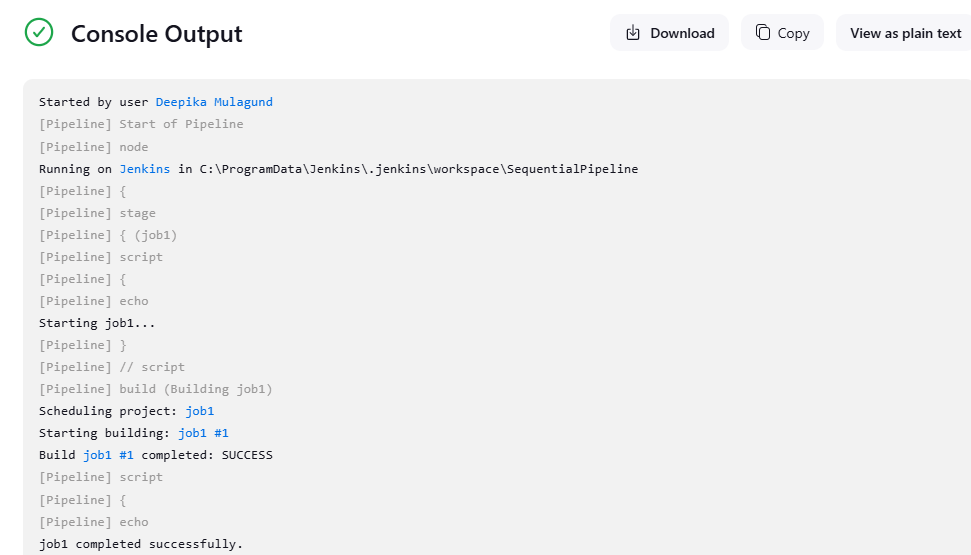 Console Output
Download
Copy
View as plain text
Started by user Deepika Mulagund
[Pipeline] Start of Pipeline
[Pipeline] node
Running on Jenkins in C:\ProgramData\Jenkins\.jenkins\workspace\SequentialPipeline
[Pipeline] {
[Pipeline] stage
[Pipeline] { (job1)
[Pipeline] script
[Pipeline] {
[Pipeline] echo
Starting job1...
[Pipeline] }
[Pipeline] // script
[Pipeline] build (Building job1)
Scheduling project: job1
Starting building: job1 #1
Build job1 #1 completed: SUCCESS
[Pipeline] script
[Pipeline] {
[Pipeline] echo
job1 completed successfully.